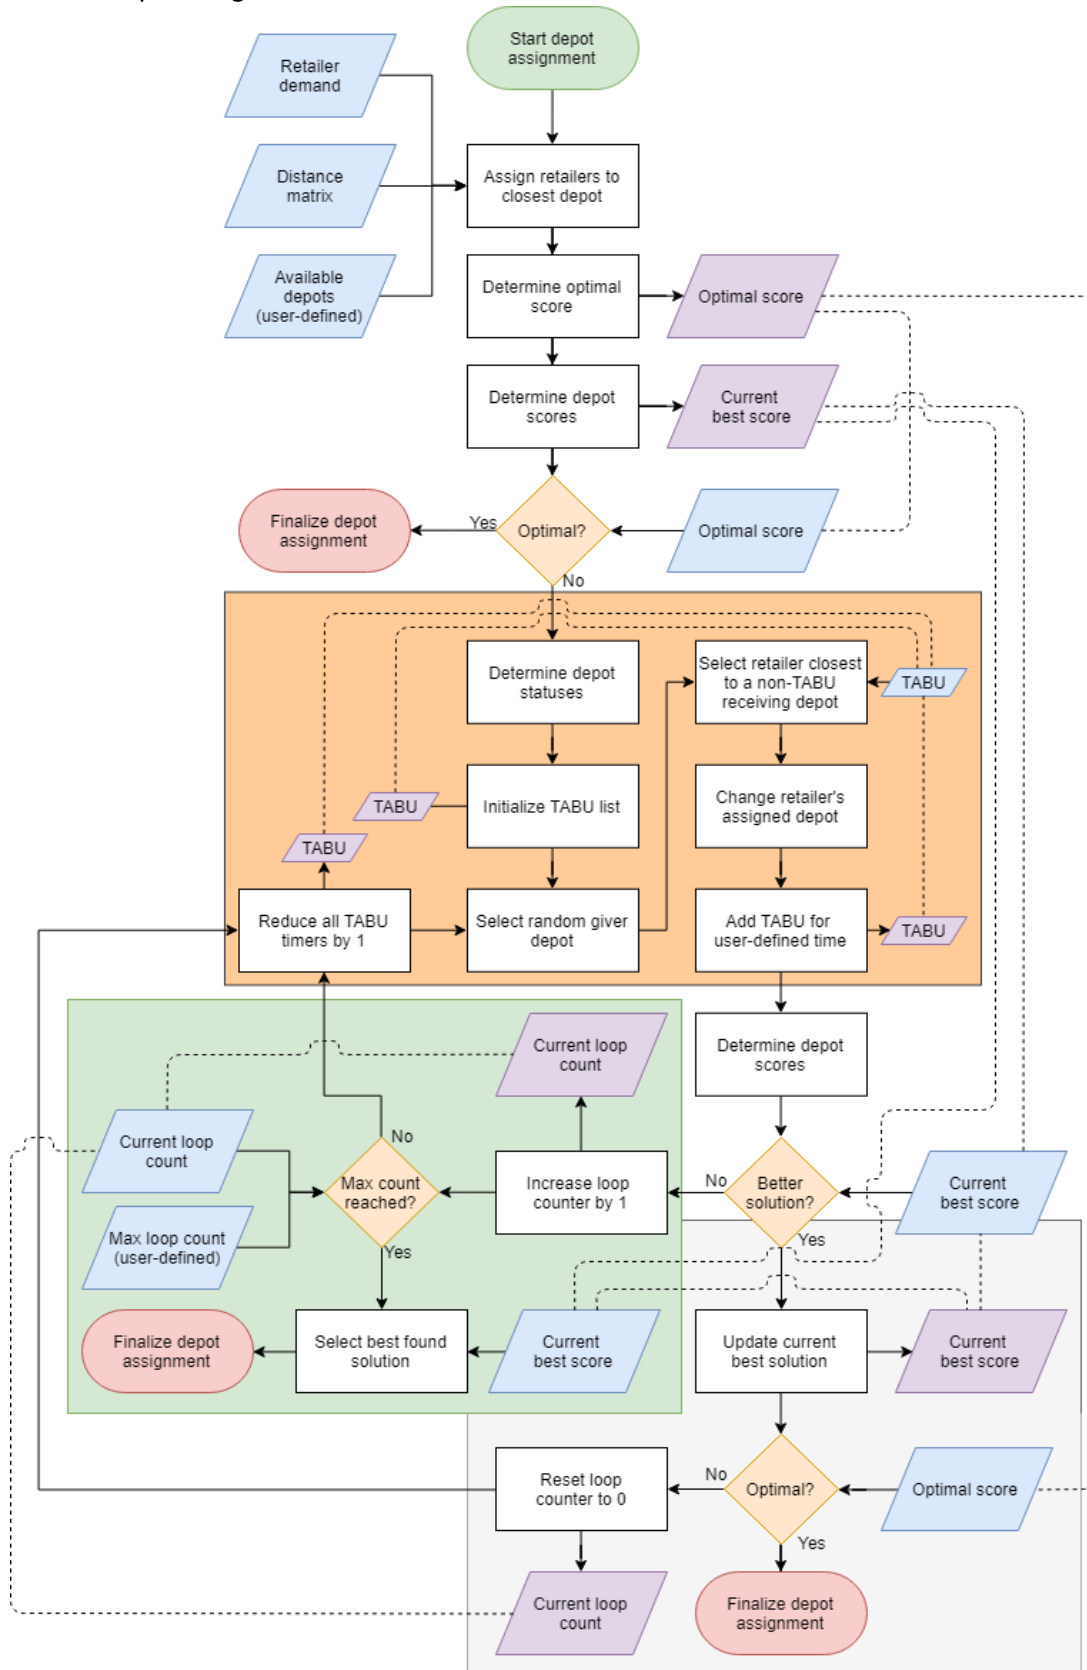 Start depot
assignment
Retailer
demand
Distance
matrix
Assign retailers to
closest depot
Available
depots
(user-defined)
Determine optimal
score
Optimal score
Determine depot
scores
Current
best score
Finalize depot
assignment
Yes
Optimal?
Optimal score
No
Determine depot
statuses
Select retailer closest
to a non-TABU
receiving depot
TABU
TABU
Initialize TABU list
Change retailer's
assigned depot
TABU
Reduce all TABU
timers by 1
Select random giver
depot
Add TABU for
user-defined time
TABU
Current loop
count
Determine depot
scores
Current loop
count
No
Max count
reached?
Increase loop
counter by 1
No
Better
solution?
Current
best score
Max loop count
(user-defined)
Yes
Yes
Finalize depot
assignment
Select best found
solution
Current
best score
Update current
best solution
Current
best score
Reset loop
counter to 0
No
Optimal?
Optimal score
Yes
Current loop
count
Finalize depot
assignment